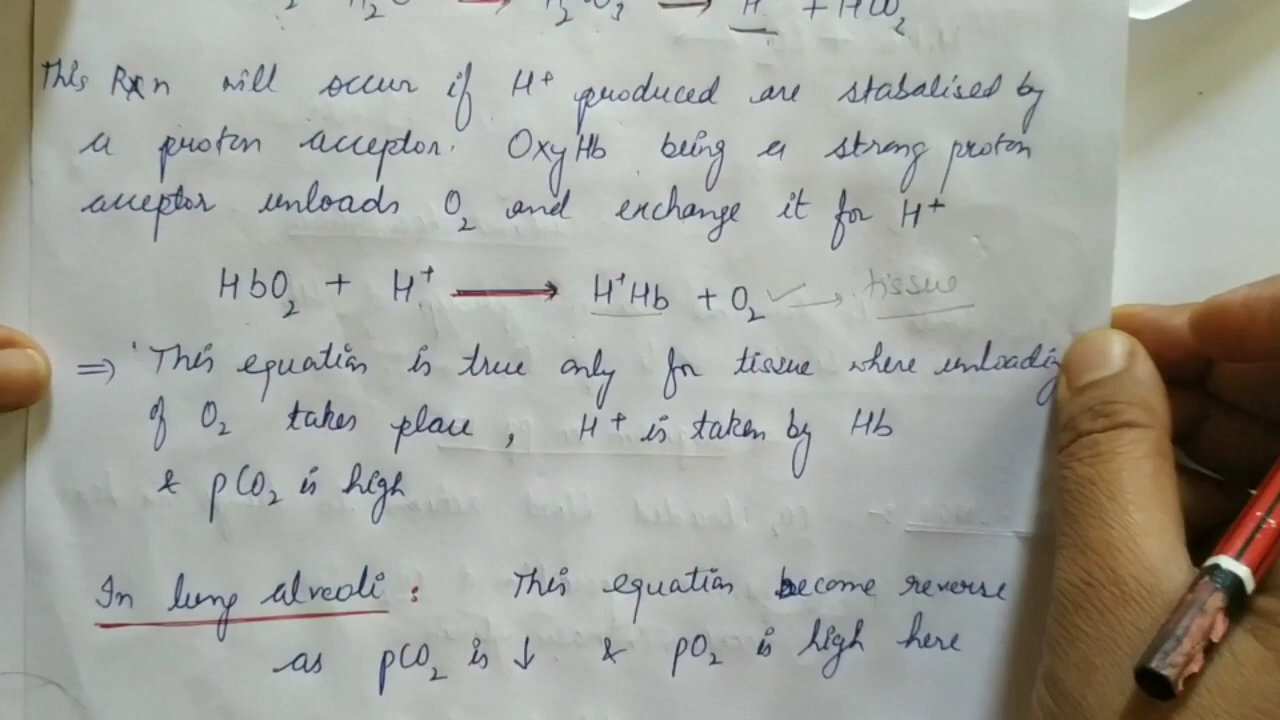 H₂O → H₂CO₃ → H + HCO₃
This Rxn will occur if H⁺ produced are stabalised by
a proton acceptor. OxyHb being a strong proton
acceptor unloads O₂ and exchange it for H⁺
HbO₂ + H⁺ → H⁺Hb + O₂ ✓→ tissue
⇒ This equation is true only for tissue where unloading
of O₂ takes place, H⁺ is taken by Hb
& pCO₂ is high
In lung alveoli : This equation become reverse
as pCO₂ is ↓ & pO₂ is high here